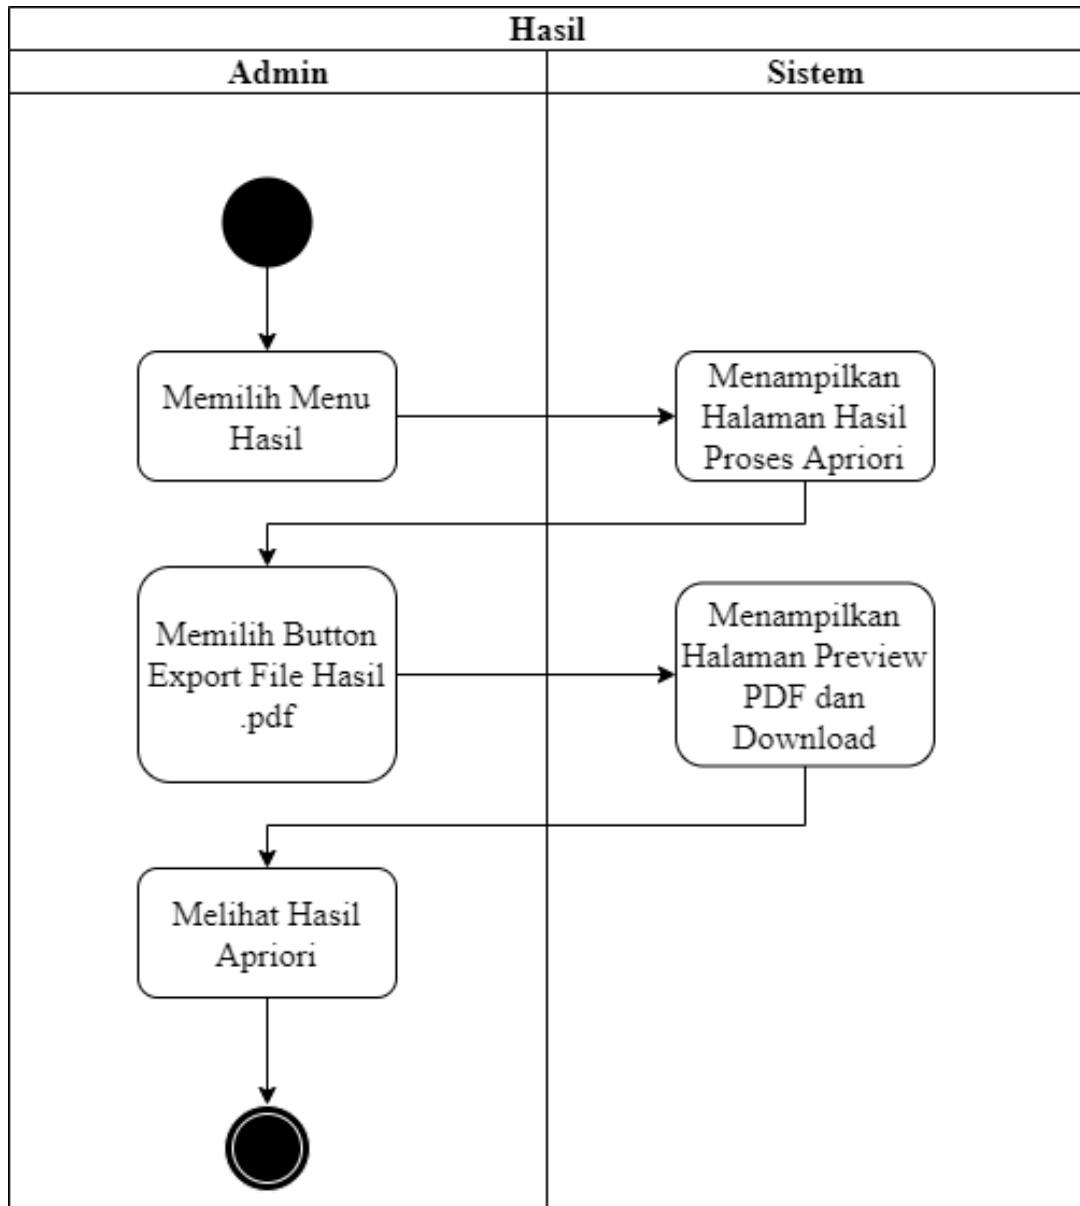 Hasil
Admin
Sistem
Memilih Menu
Hasil
Menampilkan
Halaman Hasil
Proses Apriori
Memilih Button
Export File Hasil
.pdf
Menampilkan
Halaman Preview
PDF dan
Download
Melihat Hasil
Apriori